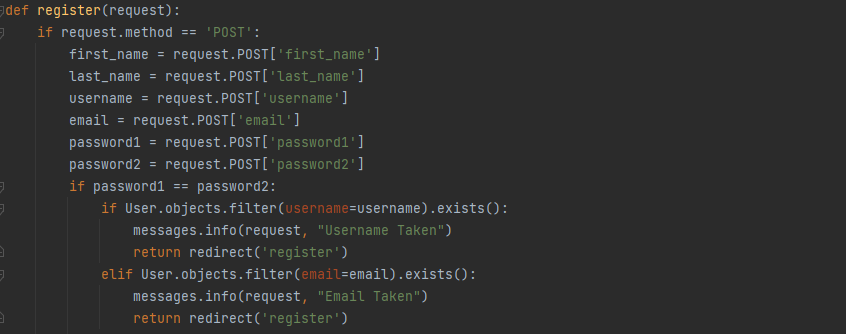 def register(request):
    if request.method == 'POST':
        first_name = request.POST['first_name']
        last_name = request.POST['last_name']
        username = request.POST['username']
        email = request.POST['email']
        password1 = request.POST['password1']
        password2 = request.POST['password2']
        if password1 == password2:
            if User.objects.filter(username=username).exists():
                messages.info(request, "Username Taken")
                return redirect('register')
            elif User.objects.filter(email=email).exists():
                messages.info(request, "Email Taken")
                return redirect('register')